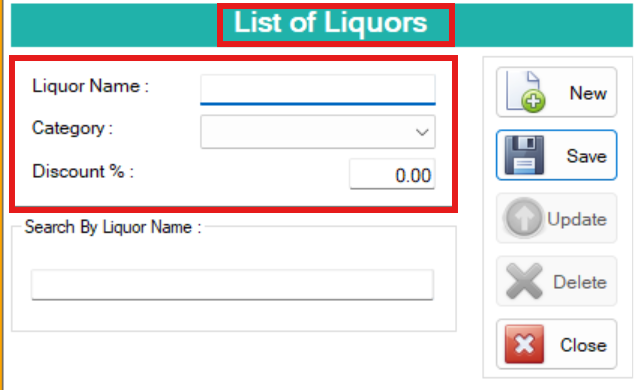 List of Liquors
Liquor Name :
Category :
Discount % :
0.00
Search By Liquor Name :
New
Save
Update
Delete
Close